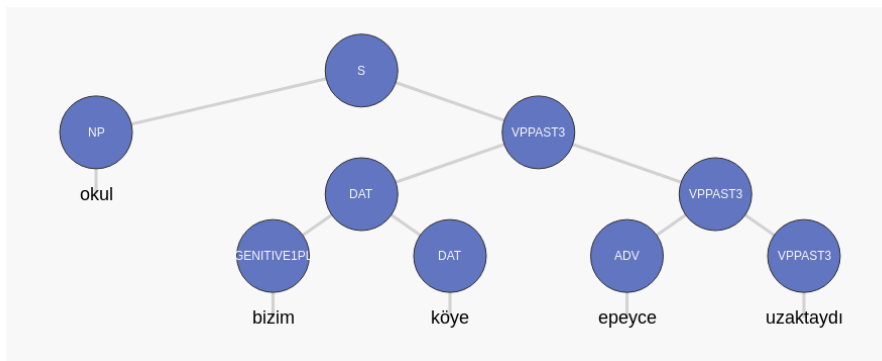 S
NP VPPAST3
okul DAT VPPAST3
GENITIVE1PL DAT ADV VPPAST3
bizim köye epeyce uzaktaydı